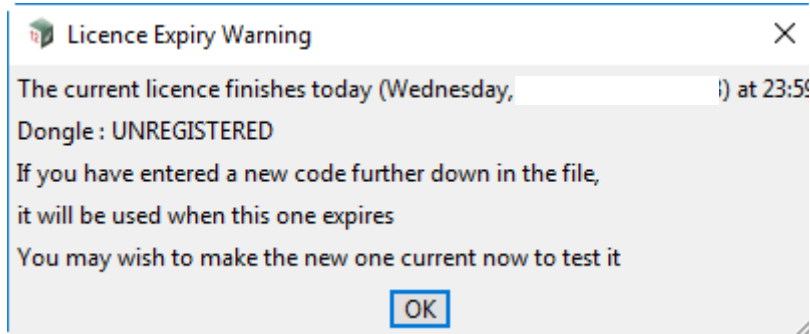 Licence Expiry Warning
The current licence finishes today (Wednesday, ) at 23:59
Dongle : UNREGISTERED
If you have entered a new code further down in the file,
it will be used when this one expires
You may wish to make the new one current now to test it
OK